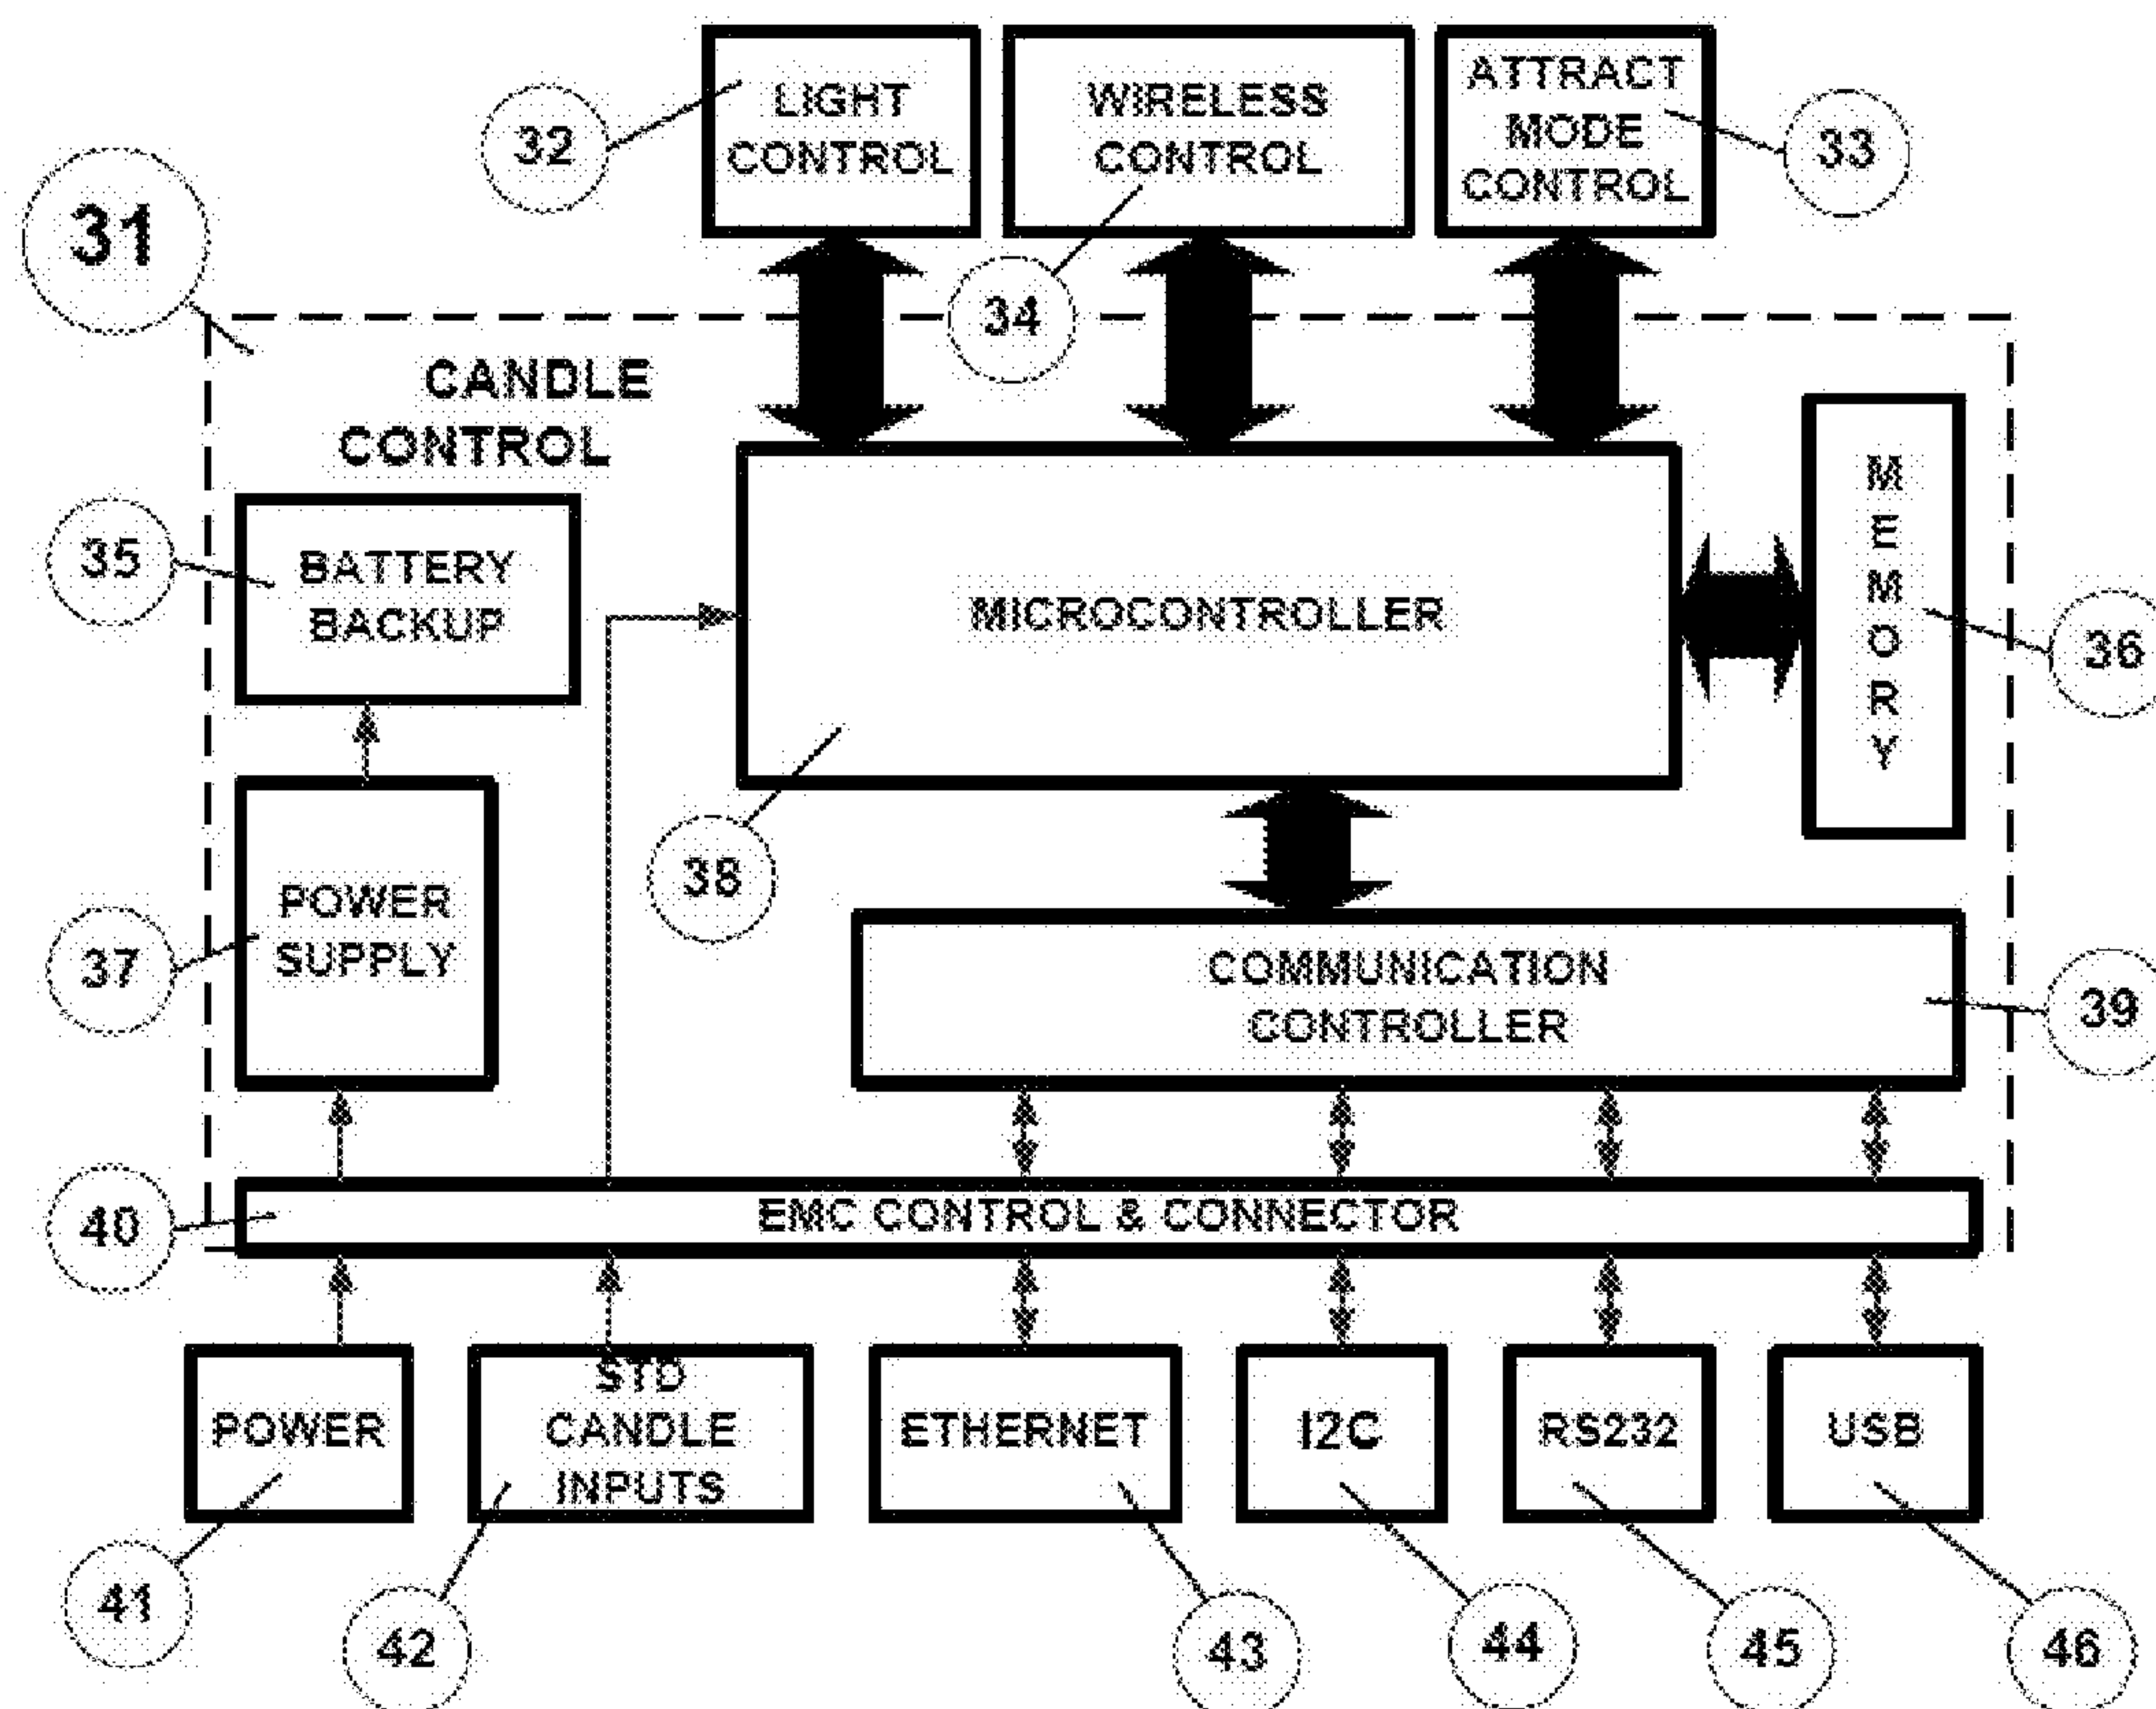 LIGHT
CONTROL
WIRELESS
CONTROL
ATTRACT
MODE
CONTROL
32
33
31
34
CANDLE
CONTROL
35
BATTERY
BACKUP
MICROCONTROLLER
MEMORY
36
38
37
POWER
SUPPLY
COMMUNICATION
CONTROLLER
39
40
EMC CONTROL & CONNECTOR
POWER
STD
CANDLE
INPUTS
ETHERNET
I2C
RS232
USB
41
42
43
44
45
46